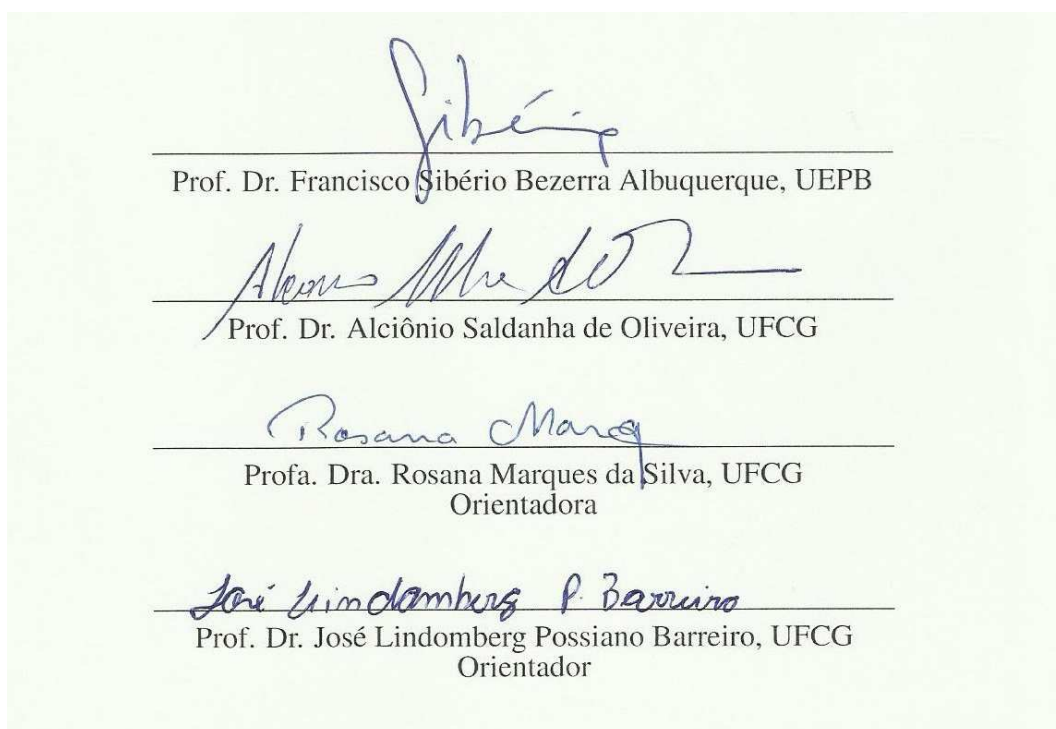 Sibério
Prof. Dr. Francisco Sibério Bezerra Albuquerque, UEPB
Prof. Dr. Alciônio Saldanha de Oliveira, UFCG
Rosana Marq
Profa. Dra. Rosana Marques da Silva, UFCG
Orientadora
José Lindomberg P. Barreiro
Prof. Dr. José Lindomberg Possiano Barreiro, UFCG
Orientador